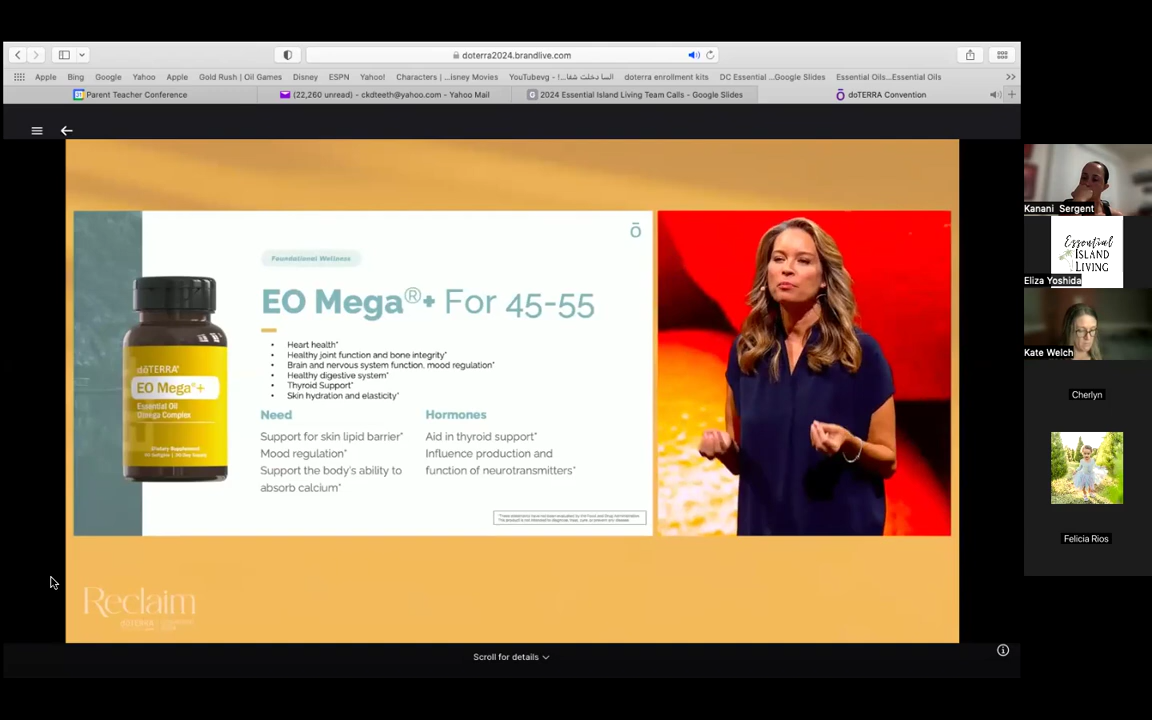 doterra2024.brandlive.com
Apple Bing Google Yahoo Apple Gold Rush | Oil Games Disney ESPN Yahoo! Characters | ...isney Movies YouTubevg - ...السا دخلت شفا! doterra enrollment kits DC Essential ...Google Slides Essential Oils...Essential Oils
Parent Teacher Conference
(22,260 unread) - ckdteeth@yahoo.com - Yahoo Mail
2024 Essential Island Living Team Calls - Google Slides
doTERRA Convention
Foundational Wellness
EO Mega®+ For 45-55
• Heart health*
• Healthy joint function and bone integrity*
• Brain and nervous system function, mood regulation*
• Healthy digestive system*
• Thyroid Support*
• Skin hydration and elasticity*
Need
Support for skin lipid barrier*
Mood regulation*
Support the body's ability to
absorb calcium*
Hormones
Aid in thyroid support*
Influence production and
function of neurotransmitters*
dōTERRA®
EO Mega®+
Essential Oil
Omega Complex
Dietary Supplement
Reclaim
Scroll for details
Kanani Sergent
Essential
ISLAND
LIVING
Eliza Yoshida
Kate Welch
Cherlyn
Felicia Rios